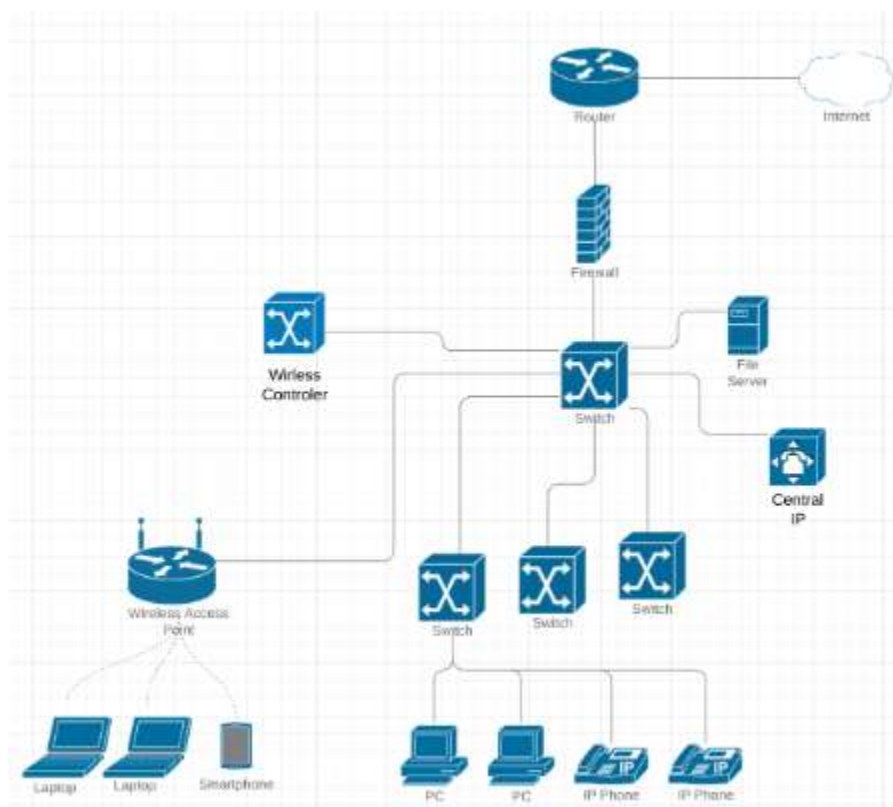 Router
Internet
Firewall
Wirless
Controler
File
Server
Switch
Central
IP
Wireless Access
Point
Switch
Switch
Switch
Laptop
Laptop
Smartphone
PC
PC
IP
IP Phone
IP
IP Phone